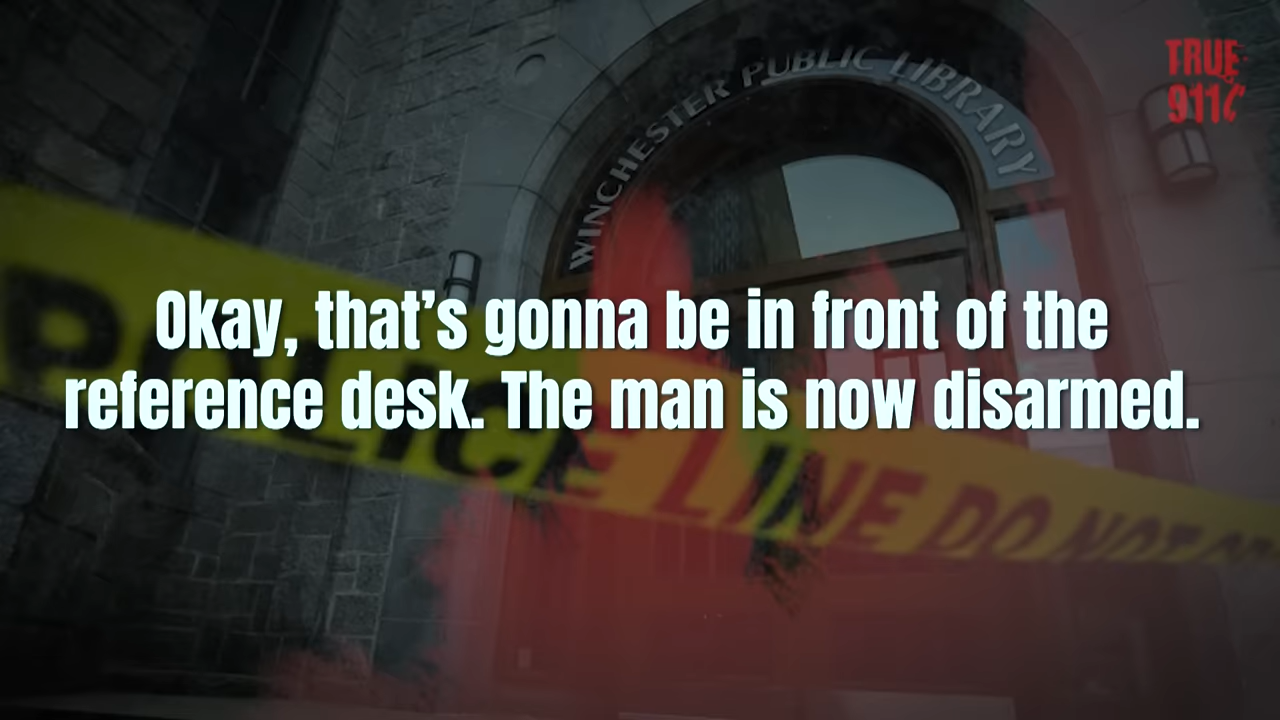 WINCHESTER PUBLIC LIBRARY
TRUE
911
Okay, that’s gonna be in front of the
reference desk. The man is now disarmed.
POLICE LINE DO NOT